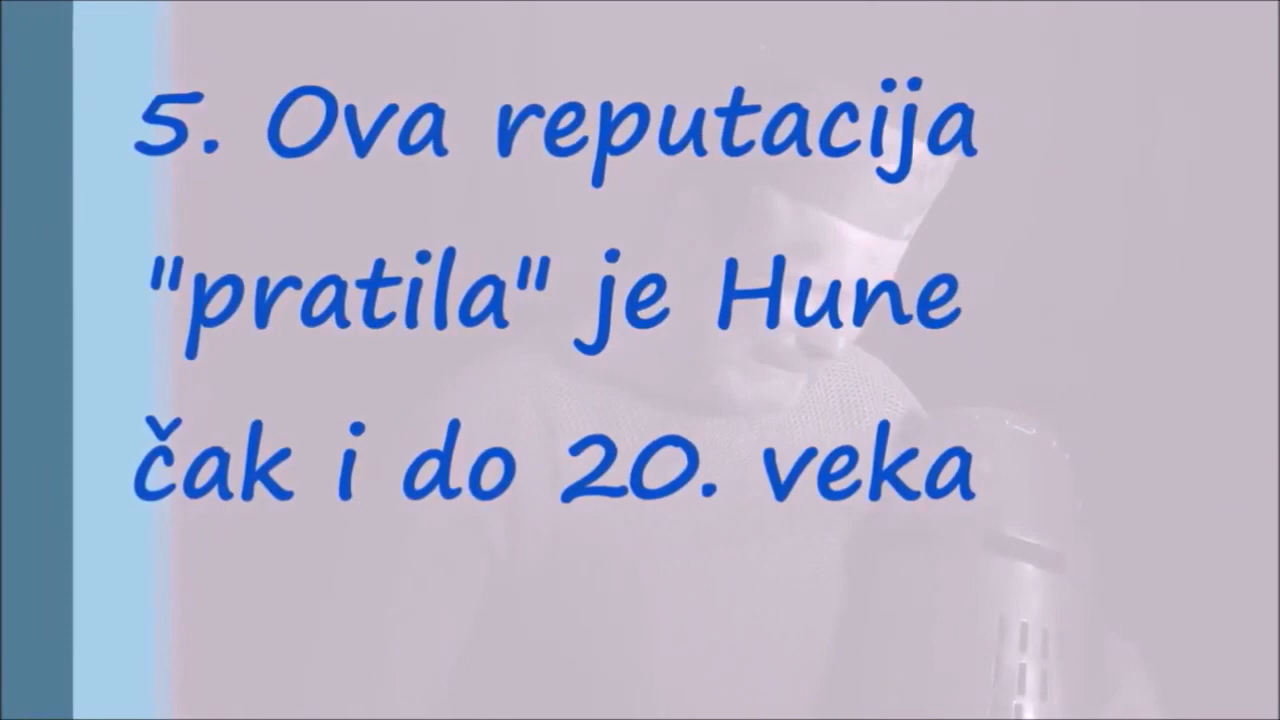 5. Ova reputacija
"pratila" je Hune
čak i do 20. veka